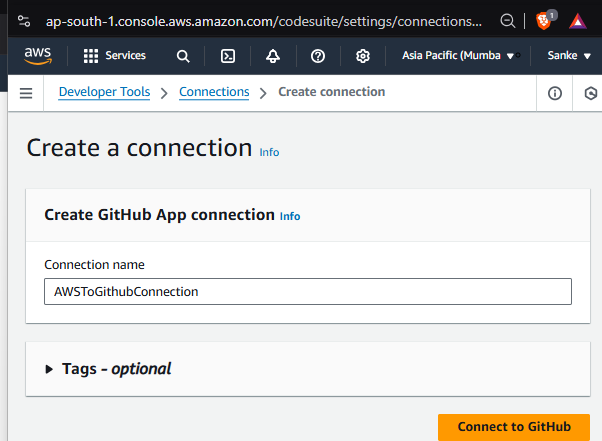 ap-south-1.console.aws.amazon.com/codesuite/settings/connections...
1
aws Services Asia Pacific (Mumba Sanke
Developer Tools > Connections > Create connection
Create a connection Info
Create GitHub App connection Info
Connection name
AWSToGithubConnection
Tags - optional
Connect to GitHub